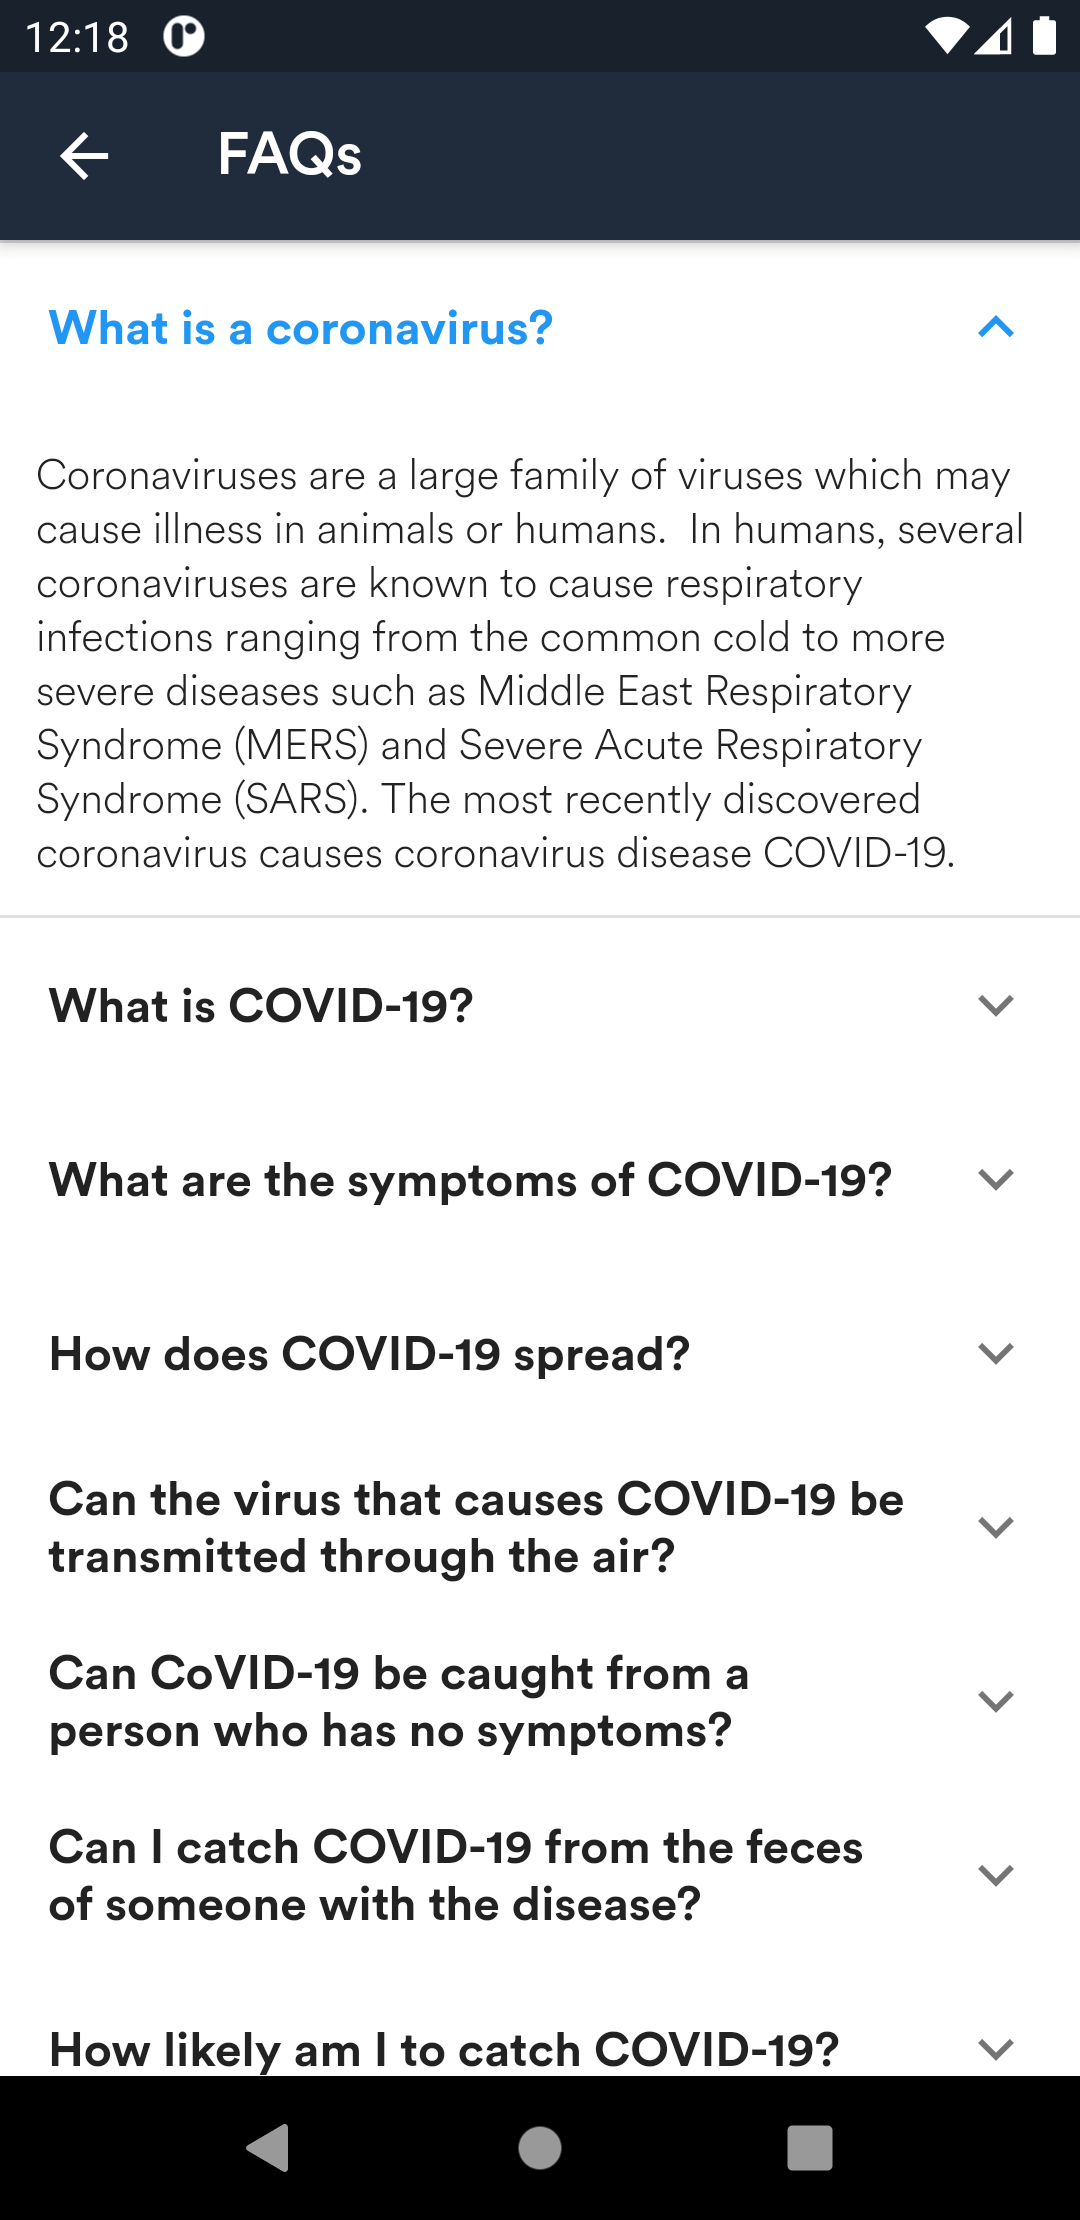 12:18
FAQs
What is a coronavirus?
Coronaviruses are a large family of viruses which may
cause illness in animals or humans.  In humans, several
coronaviruses are known to cause respiratory
infections ranging from the common cold to more
severe diseases such as Middle East Respiratory
Syndrome (MERS) and Severe Acute Respiratory
Syndrome (SARS). The most recently discovered
coronavirus causes coronavirus disease COVID-19.
What is COVID-19?
What are the symptoms of COVID-19?
How does COVID-19 spread?
Can the virus that causes COVID-19 be
transmitted through the air?
Can CoVID-19 be caught from a
person who has no symptoms?
Can I catch COVID-19 from the feces
of someone with the disease?
How likely am I to catch COVID-19?